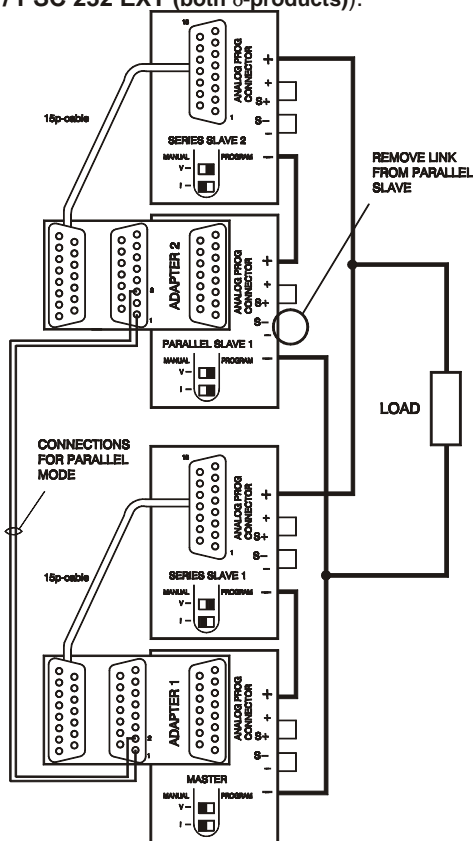 / PSC 232 EXT (both δ-products)).
15
ANALOG PROG
CONNECTOR
1
+
+
S+
S–
–
–
15p-cable
SERIES SLAVE 2
MANUAL PROGRAM
V –
I –
REMOVE LINK
FROM PARALLEL
SLAVE
ADAPTER 2
2
1
ANALOG PROG
CONNECTOR
+
+
S+
S–
–
–
PARALLEL SLAVE 1
MANUAL PROGRAM
V –
I –
LOAD
CONNECTIONS
FOR PARALLEL
MODE
15
ANALOG PROG
CONNECTOR
1
+
+
S+
S–
–
–
15p-cable
SERIES SLAVE 1
MANUAL PROGRAM
V –
I –
ADAPTER 1
2
1
ANALOG PROG
CONNECTOR
+
+
S+
S–
–
–
MASTER
MANUAL PROGRAM
V –
I –